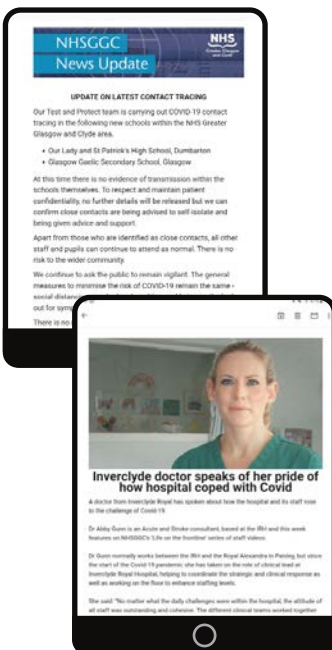 NHSGGC
News Update
NHS
Greater Glasgow
and Clyde
UPDATE ON LATEST CONTACT TRACING
Our Test and Protect team is carrying out COVID-19 contact
tracing in the following new schools within the NHS Greater
Glasgow and Clyde area.
• Our Lady and St Patrick's High School, Dumbarton
• Glasgow Gaelic Secondary School, Glasgow
At this time there is no evidence of transmission within the
schools themselves. To respect and maintain patient
confidentiality, no further details will be released but we can
confirm close contacts are being advised to self-isolate and
being given advice and support.
Apart from those who are identified as close contacts, all other
staff and pupils can continue to attend as normal. There is no
risk to the wider community.
We continue to ask the public to remain vigilant. The general
measures to minimise the risk of COVID-19 remain the same -
social distanc
out for symp
There is no
Inverclyde doctor speaks of her pride of
how hospital coped with Covid
A doctor from Inverclyde Royal has spoken about how the hospital and its staff rose
to the challenge of Covid-19.
Dr Abby Gunn is an Acute and Stroke consultant, based at the IRH and this week
features on NHSGGC's 'Life on the frontline' series of staff videos.
Dr Gunn normally works between the IRH and the Royal Alexandra in Paisley, but since
the start of the Covid-19 pandemic she has taken on the role of clinical lead at
Inverclyde Royal Hospital, helping to coordinate the strategic and clinical response as
well as working on the floor to enhance staffing levels.
She said: "No matter what the daily challenges were within the hospital, the attitude of
all staff was outstanding and cohesive. The different clinical teams worked together